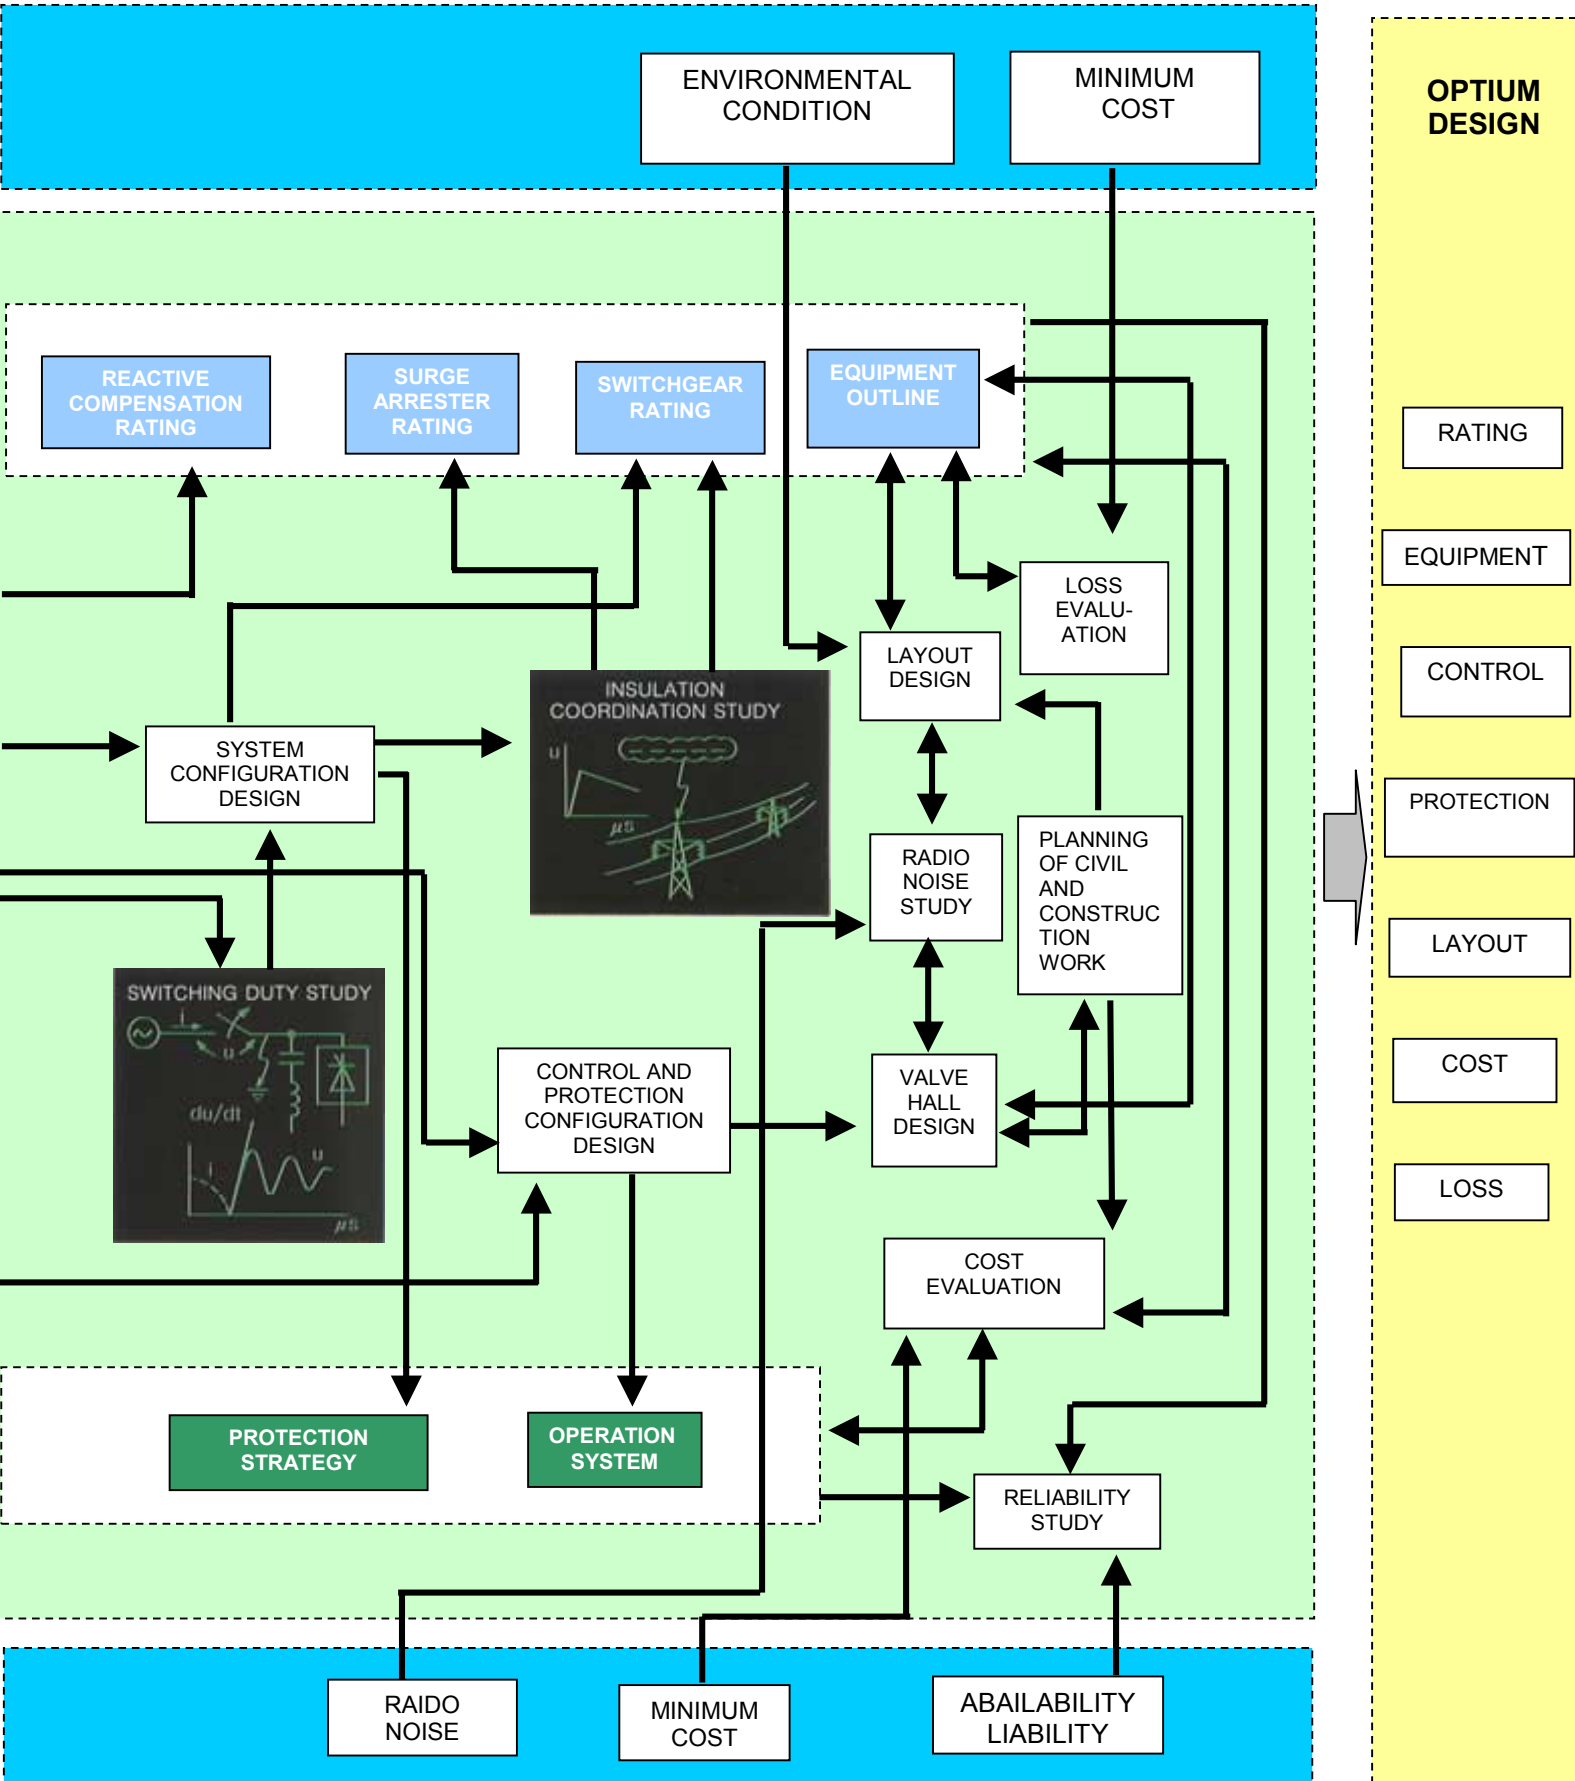 ENVIRONMENTAL
CONDITION
MINIMUM
COST
OPTIUM
DESIGN
REACTIVE
COMPENSATION
RATING
SURGE
ARRESTER
RATING
SWITCHGEAR
RATING
EQUIPMENT
OUTLINE
RATING
EQUIPMENT
LOSS
EVALU-
ATION
LAYOUT
DESIGN
CONTROL
INSULATION
COORDINATION STUDY
u
μs
SYSTEM
CONFIGURATION
DESIGN
PROTECTION
RADIO
NOISE
STUDY
PLANNING
OF CIVIL
AND
CONSTRUC
TION
WORK
LAYOUT
SWITCHING DUTY STUDY
i
u
du/dt
i
u
μs
CONTROL AND
PROTECTION
CONFIGURATION
DESIGN
VALVE
HALL
DESIGN
COST
LOSS
COST
EVALUATION
PROTECTION
STRATEGY
OPERATION
SYSTEM
RELIABILITY
STUDY
RAIDO
NOISE
MINIMUM
COST
ABAILABILITY
LIABILITY